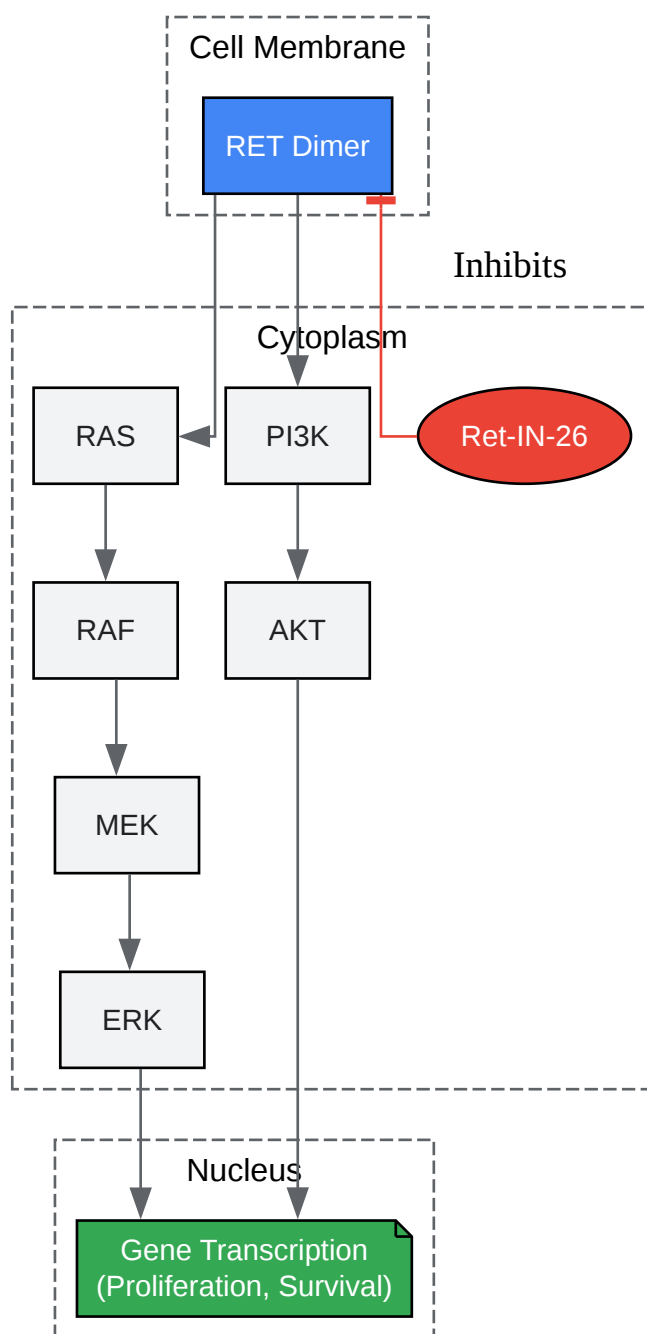 Cell Membrane
RET Dimer
Inhibits
Cytoplasm
RAS
PI3K
Ret-IN-26
RAF
AKT
MEK
ERK
Nucleus
Gene Transcription
(Proliferation, Survival)